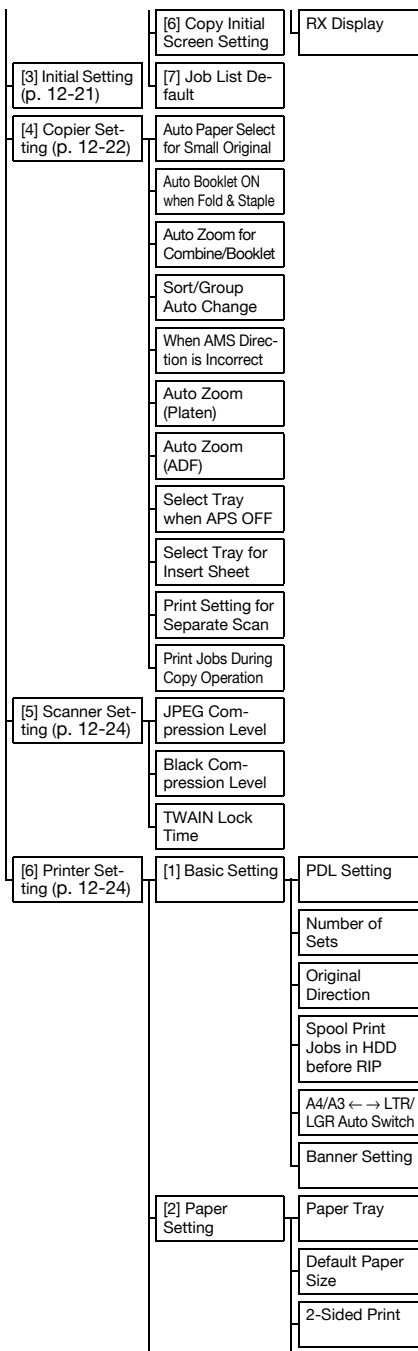 [6] Copy Initial
Screen Setting
RX Display
[3] Initial Setting
(p. 12-21)
[7] Job List De-
fault
[4] Copier Set-
ting (p. 12-22)
Auto Paper Select
for Small Original
Auto Booklet ON
when Fold & Staple
Auto Zoom for
Combine/Booklet
Sort/Group
Auto Change
When AMS Direc-
tion is Incorrect
Auto Zoom
(Platen)
Auto Zoom
(ADF)
Select Tray
when APS OFF
Select Tray for
Insert Sheet
Print Setting for
Separate Scan
Print Jobs During
Copy Operation
[5] Scanner Set-
ting (p. 12-24)
JPEG Com-
pression Level
Black Com-
pression Level
TWAIN Lock
Time
[6] Printer Set-
ting (p. 12-24)
[1] Basic Setting
PDL Setting
Number of
Sets
Original
Direction
Spool Print
Jobs in HDD
before RIP
A4/A3 ← → LTR/
LGR Auto Switch
Banner Setting
[2] Paper
Setting
Paper Tray
Default Paper
Size
2-Sided Print